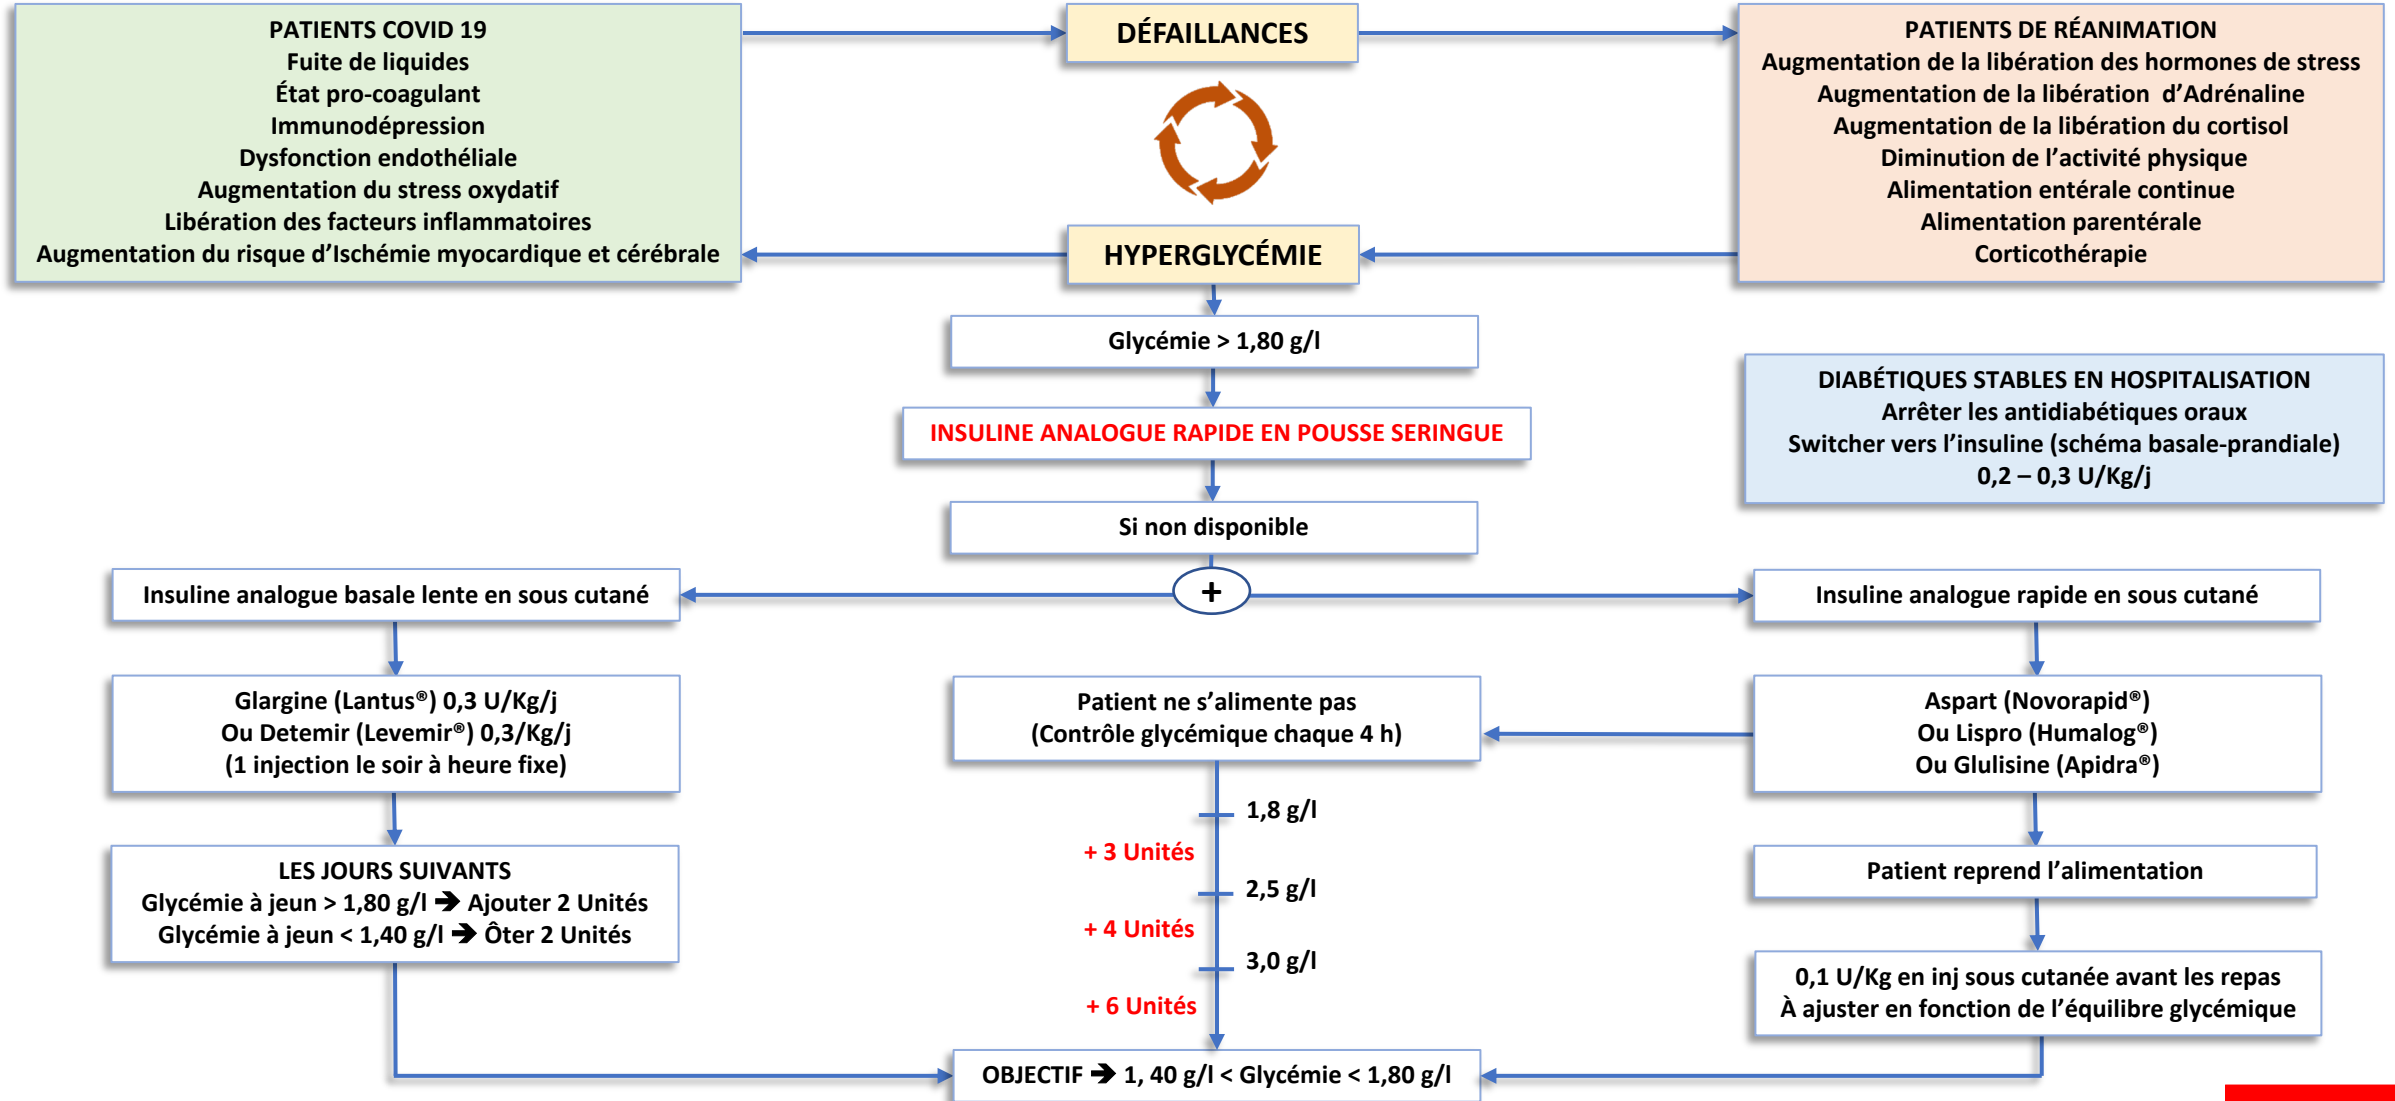 PATIENTS COVID 19
Fuite de liquides
État pro-coagulant
Immunodépression
Dysfonction endothéliale
Augmentation du stress oxydatif
Libération des facteurs inflammatoires
Augmentation du risque d’Ischémie myocardique et cérébrale
DÉFAILLANCES
HYPERGLYCÉMIE
PATIENTS DE RÉANIMATION
Augmentation de la libération des hormones de stress
Augmentation de la libération  d’Adrénaline
Augmentation de la libération du cortisol
Diminution de l’activité physique
Alimentation entérale continue
Alimentation parentérale
Corticothérapie
Glycémie > 1,80 g/l
INSULINE ANALOGUE RAPIDE EN POUSSE SERINGUE
Si non disponible
DIABÉTIQUES STABLES EN HOSPITALISATION
Arrêter les antidiabétiques oraux
Switcher vers l’insuline (schéma basale-prandiale)
0,2 – 0,3 U/Kg/j
+
Insuline analogue basale lente en sous cutané
Glargine (Lantus®) 0,3 U/Kg/j
Ou Detemir (Levemir®) 0,3/Kg/j
(1 injection le soir à heure fixe)
LES JOURS SUIVANTS
Glycémie à jeun > 1,80 g/l ➔ Ajouter 2 Unités
Glycémie à jeun < 1,40 g/l ➔ Ôter 2 Unités
Insuline analogue rapide en sous cutané
Aspart (Novorapid®)
Ou Lispro (Humalog®)
Ou Glulisine (Apidra®)
Patient ne s’alimente pas
(Contrôle glycémique chaque 4 h)
1,8 g/l
+ 3 Unités
2,5 g/l
+ 4 Unités
3,0 g/l
+ 6 Unités
Patient reprend l’alimentation
0,1 U/Kg en inj sous cutanée avant les repas
À ajuster en fonction de l’équilibre glycémique
OBJECTIF ➔ 1, 40 g/l < Glycémie < 1,80 g/l